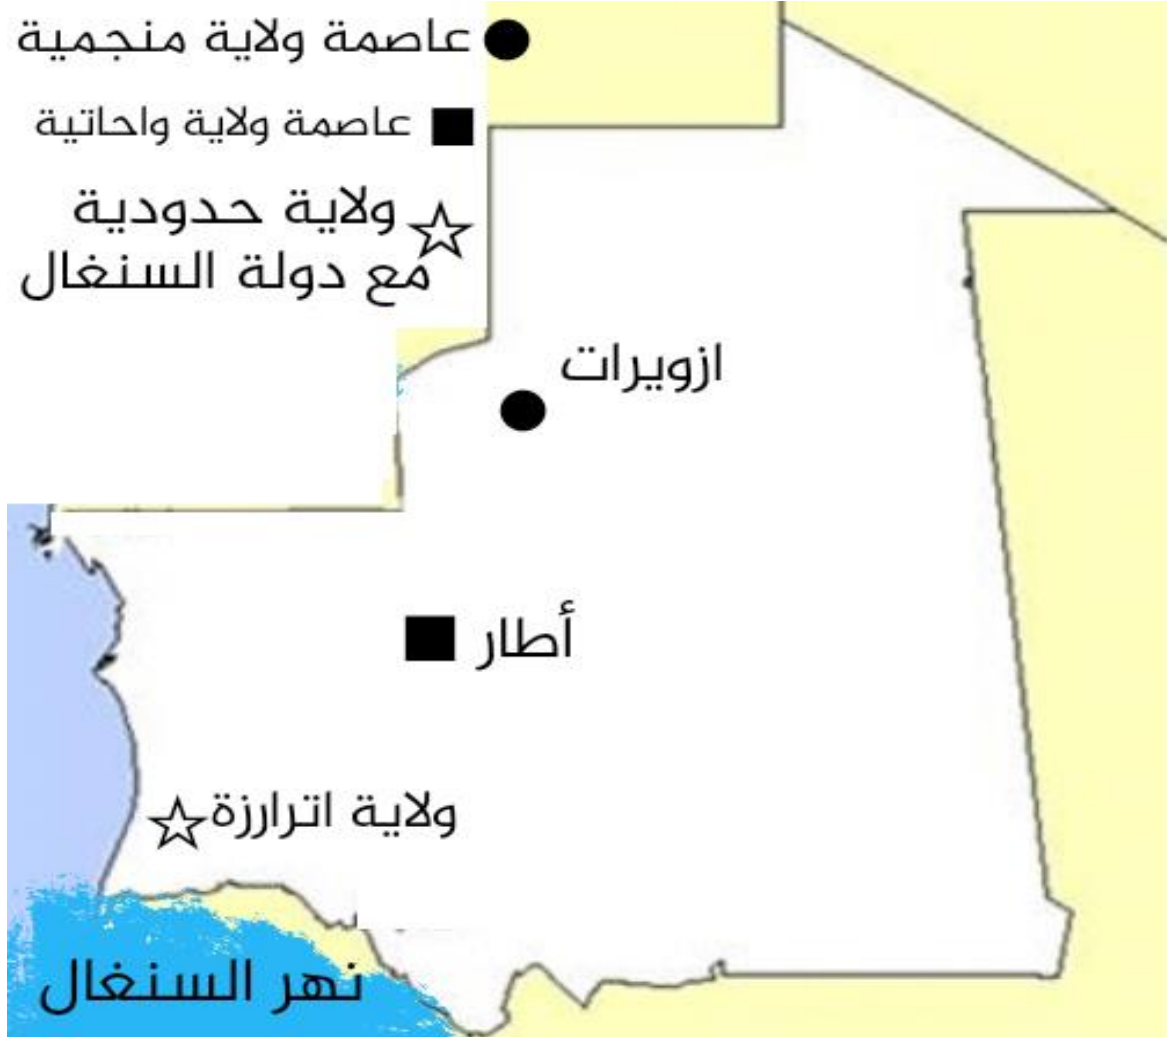 عاصمة ولاية منجمية
عاصمة ولاية واحاتية
ولاية حدودية
مع دولة السنغال
ازويرات
أطار
ولاية اترارزة
نهر السنغال